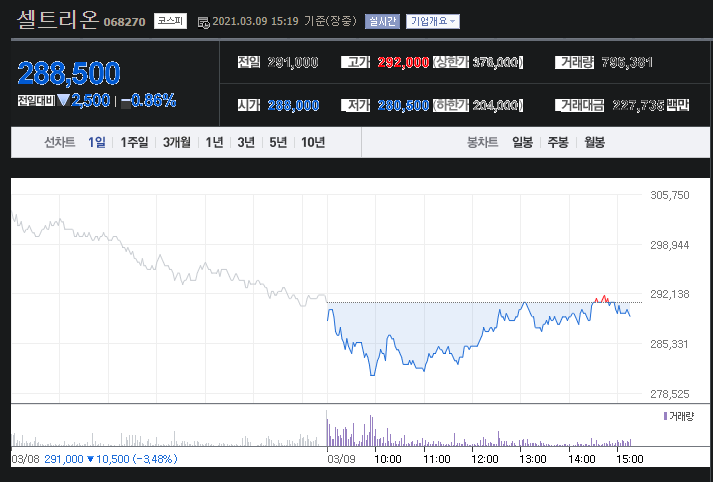 셀트리온 068270 코스피 2021.03.09 15:19 기준(장중) 실시간 기업개요
288,500
전일대비 ▼2,500 | -0.86%
전일 291,000 고가 292,000 (상한가 378,000) 거래량 795,381
시가 288,000 저가 280,500 (하한가 204,000) 거래대금 227,735 백만
선차트 1일 1주일 3개월 1년 3년 5년 10년 봉차트 일봉 주봉 월봉
305,750
298,944
292,138
285,331
278,525
거래량
03/08 291,000 ▼10,500 (-3.48%) 03/09 10:00 11:00 12:00 13:00 14:00 15:00